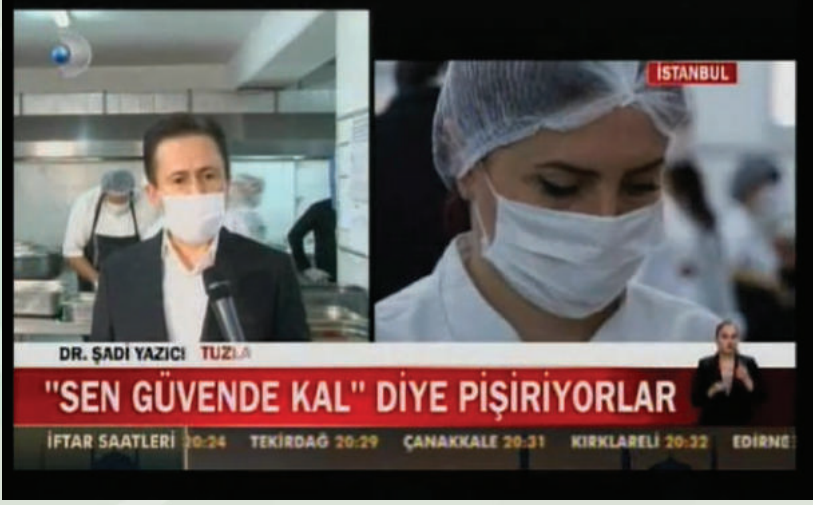 İSTANBUL
DR. ŞADİ YAZICI TUZLA
"SEN GÜVENDE KAL" DİYE PİŞİRİYORLAR
İFTAR SAATLERİ 20:24 TEKİRDAĞ 20:29 ÇANAKKALE 20:31 KIRKLARELİ 20:32 EDİRNE